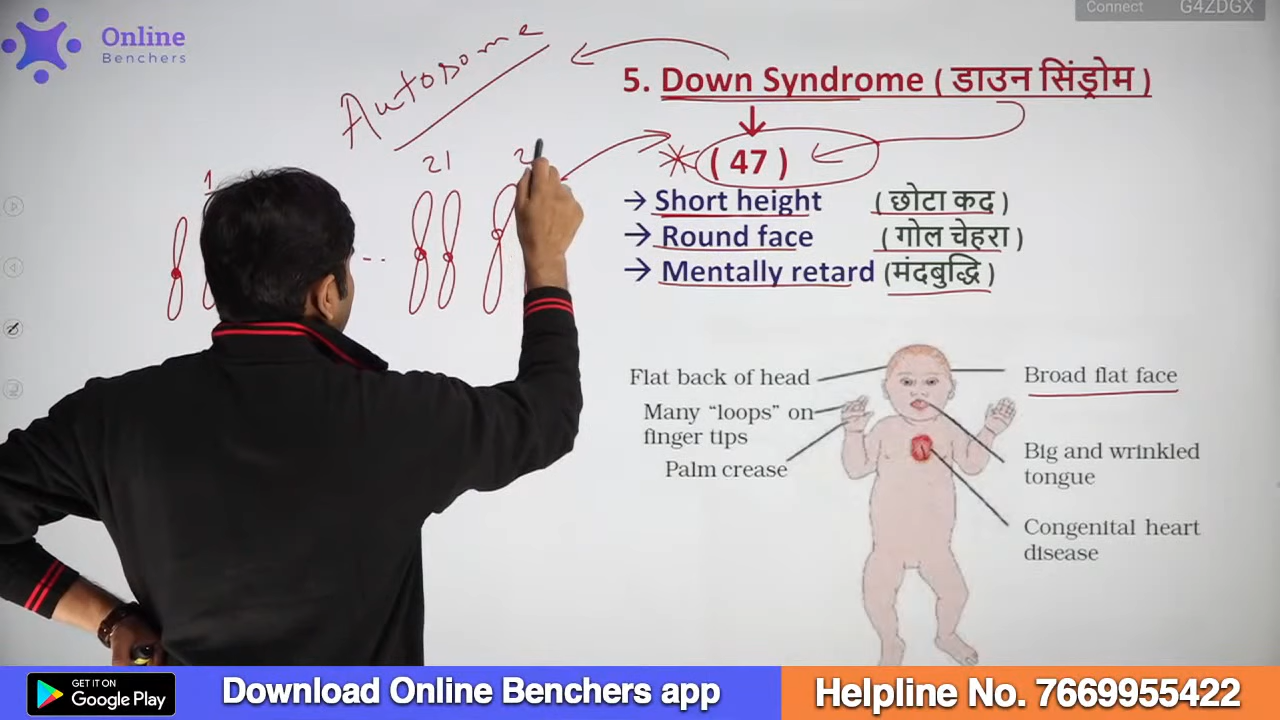 Connect G4ZDGX
Online
Benchers
Autosome
5. Down Syndrome ( डाउन सिंड्रोम )
( 47 )
→ Short height ( छोटा कद )
→ Round face ( गोल चेहरा )
→ Mentally retard (मंदबुद्धि )
1
21
2
Flat back of head
Many “loops” on
finger tips
Palm crease
Broad flat face
Big and wrinkled
tongue
Congenital heart
disease
GET IT ON
Google Play
Download Online Benchers app
Helpline No. 7669955422